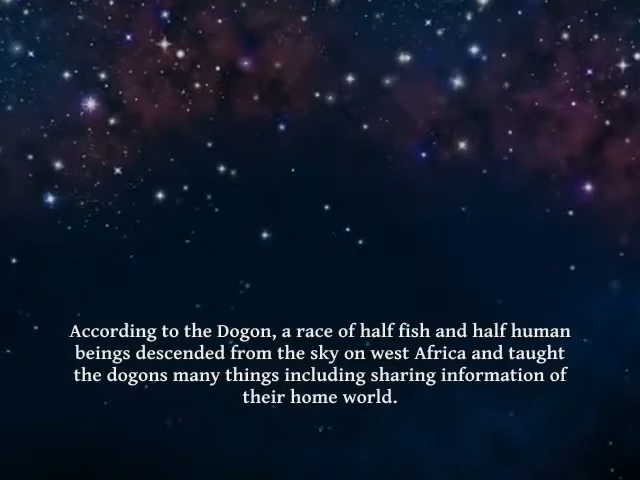 According to the Dogon, a race of half fish and half human
beings descended from the sky on west Africa and taught
the dogons many things including sharing information of
their home world.